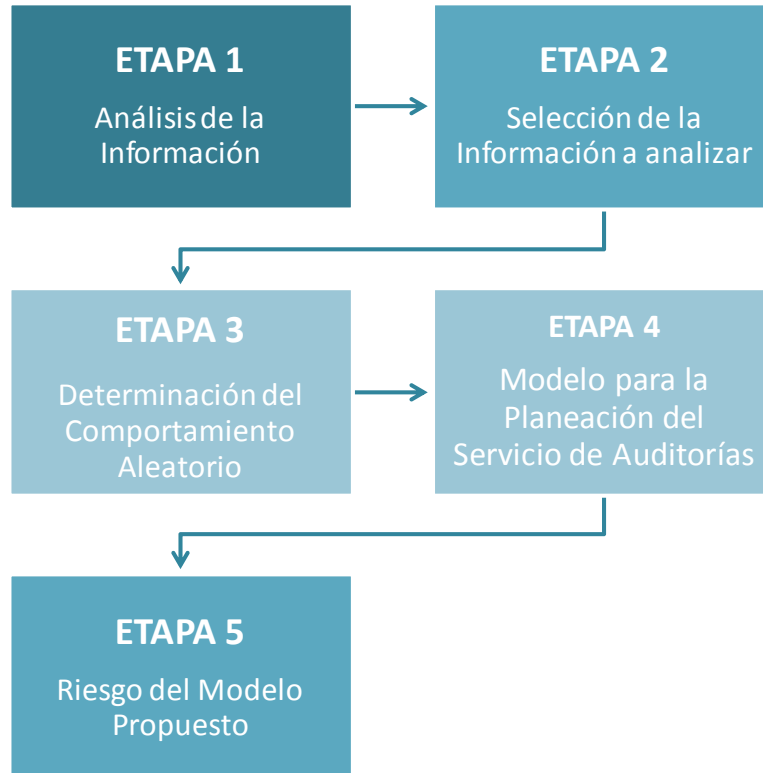 ETAPA 1
Análisis de la
Información
ETAPA 2
Selección de la
Información a analizar
ETAPA 3
Determinación del
Comportamiento
Aleatorio
ETAPA 4
Modelo para la
Planeación del
Servicio de Auditorías
ETAPA 5
Riesgo del Modelo
Propuesto